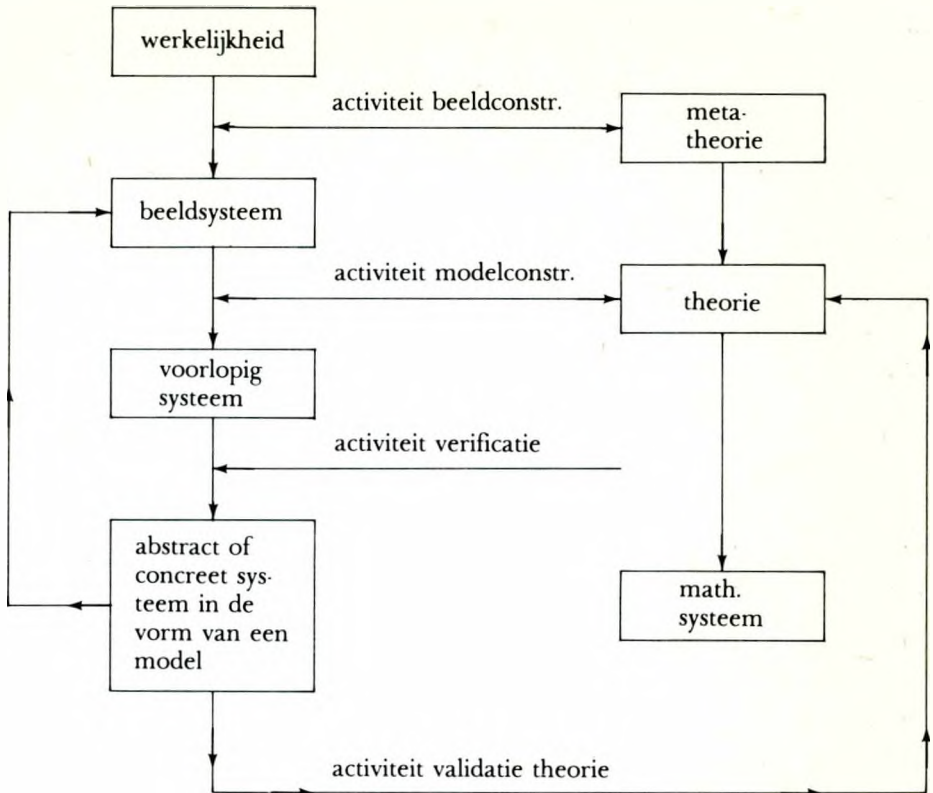 werkelijkheid
activiteit beeldconstr.
meta-
theorie
beeldsysteem
activiteit modelconstr.
theorie
voorlopig
systeem
activiteit verificatie
abstract of
concreet sys-
teem in de
vorm van een
model
math.
systeem
activiteit validatie theorie